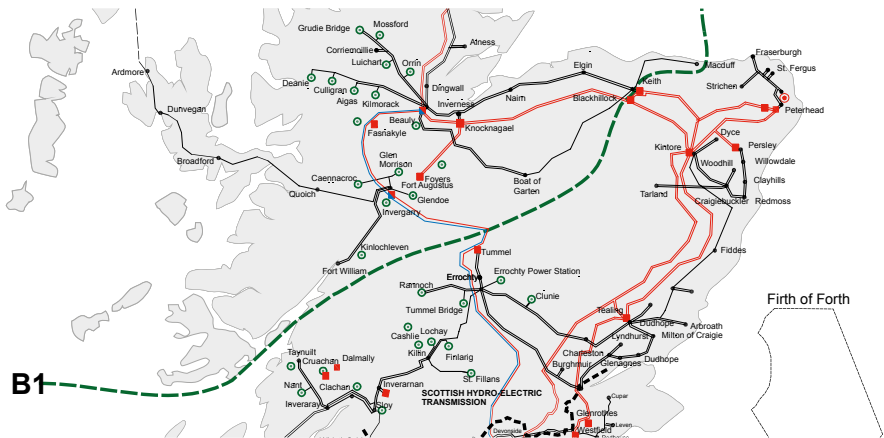 Mossford
Grudie Bridge
Corriemoillie
Luichart
Orrin
Alness
Deanie
Culligran
Aigas
Kilmorack
Dingwall
Ardmore
Dunvegan
Broadford
Quoich
Beauly
Fasnakyle
Inverness
Knocknagael
Nairn
Elgin
Keith
Blackhillock
Macduff
Fraserburgh
St. Fergus
Strichen
Peterhead
Dyce
Kintore
Persley
Woodhill
Willowdale
Clayhills
Tarland
Craigiebuckler
Redmoss
Glen
Morrison
Caennacroc
Foyers
Fort Augustus
Glendoe
Invergarry
Boat of
Garten
Kinlochleven
Fort William
Fiddes
Tummel
Errochty
Errochty Power Station
Rannoch
Clunie
Tummel Bridge
Tealing
Firth of Forth
Cashlie
Lochay
Killin
Finlarig
St. Fillans
Dudhope
Arbroath
Milton of Craigie
Lyndhurst
Charleston
Glenagnes
Dudhope
Burghmuir
Taynuilt
Cruachan
Dalmally
Nant
Clachan
Inverarnan
Inveraray
Sloy
B1
SCOTTISH HYDRO-ELECTRIC
TRANSMISSION
Cupar
Glenrothes
Leven
Devonside
Westfield